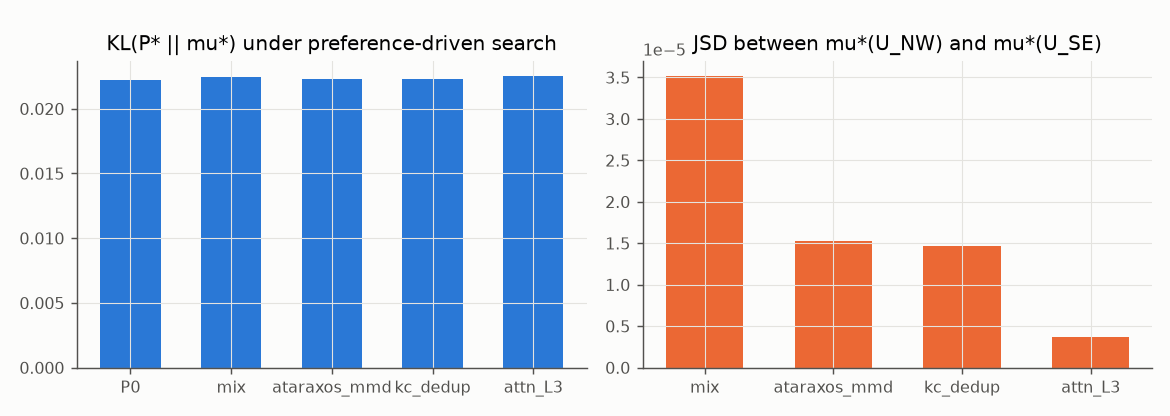 KL(P* || mu*) under preference-driven search
0.020
0.015
0.010
0.005
0.000
P0 mix ataraxos_mmd kc_dedup attn_L3
JSD between mu*(U_NW) and mu*(U_SE)
1e−5
3.5
3.0
2.5
2.0
1.5
1.0
0.5
0.0
mix ataraxos_mmd kc_dedup attn_L3